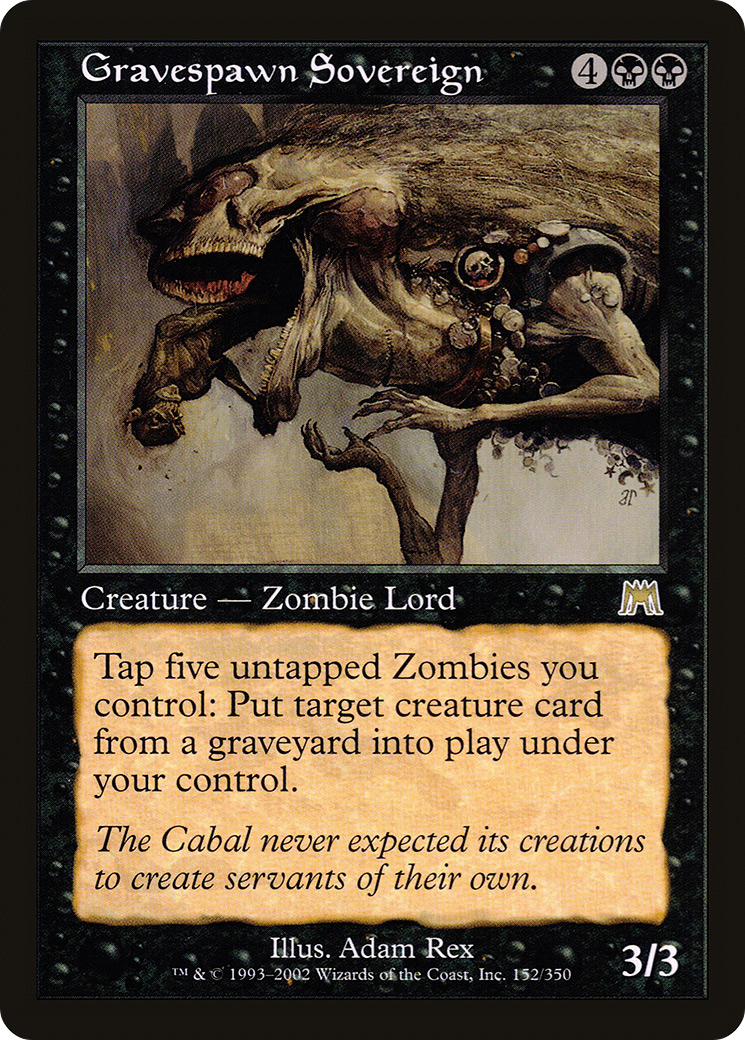 Gravespawn Sovereign 4
Creature — Zombie Lord
Tap five untapped Zombies you
control: Put target creature card
from a graveyard into play under
your control.
The Cabal never expected its creations
to create servants of their own.
Illus. Adam Rex
™ & © 1993–2002 Wizards of the Coast, Inc. 152/350
3/3